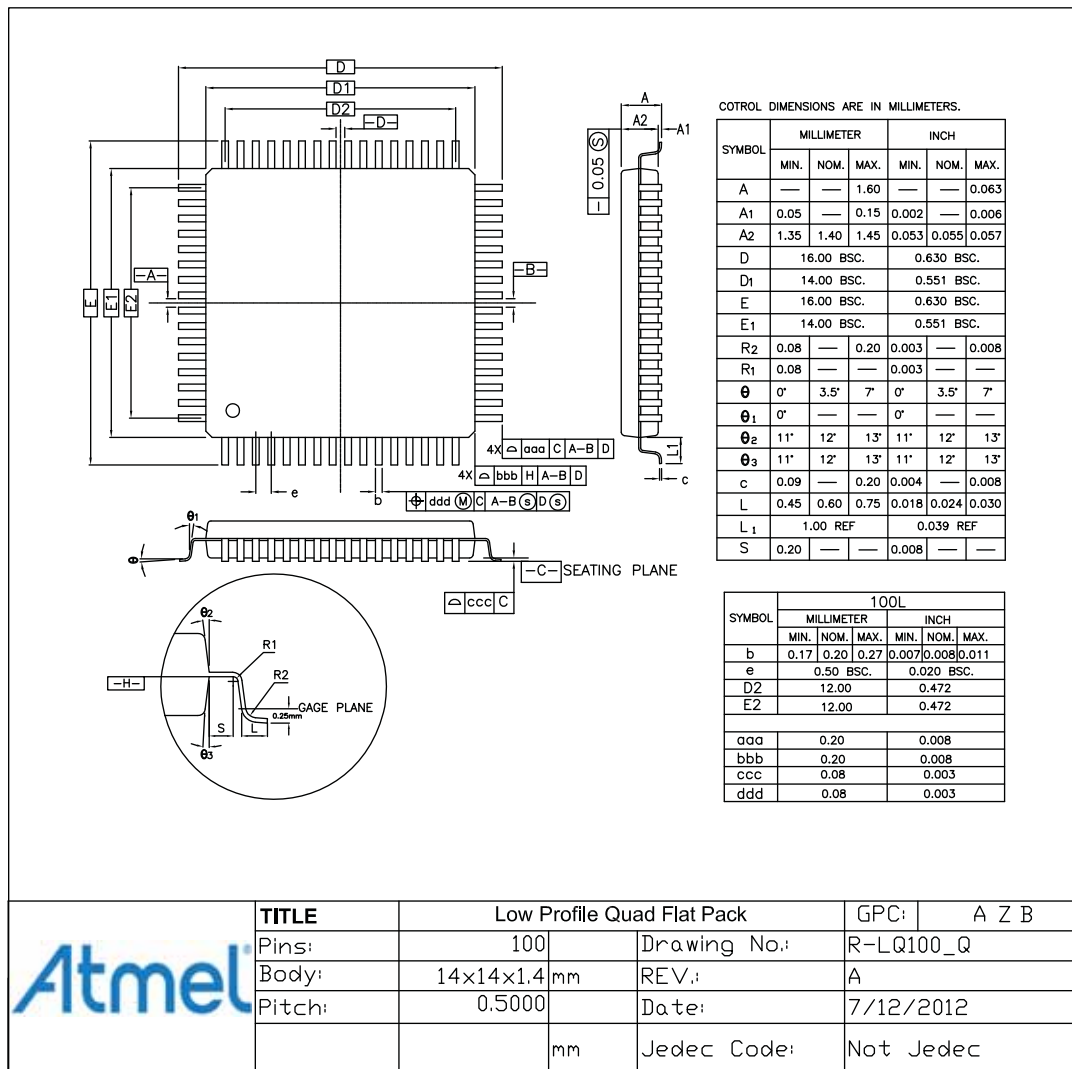 D
D1
D2
—D—
E
E1
E2
—A—
—B—
e
b
4X ⌓ aaa C A–B D
4X ⌓ bbb H A–B D
⌖ ddd Ⓜ C A–B Ⓢ D Ⓢ
A
A2
A1
— 0.05 Ⓢ
L1
c
θ1
θ
—C— SEATING PLANE
⌓ ccc C
θ2
R1
R2
—H—
GAGE PLANE
0.25mm
S
L
θ3
COTROL DIMENSIONS ARE IN MILLIMETERS.
SYMBOL MILLIMETER INCH
MIN. NOM. MAX. MIN. NOM. MAX.
A — — 1.60 — — 0.063
A1 0.05 — 0.15 0.002 — 0.006
A2 1.35 1.40 1.45 0.053 0.055 0.057
D 16.00 BSC. 0.630 BSC.
D1 14.00 BSC. 0.551 BSC.
E 16.00 BSC. 0.630 BSC.
E1 14.00 BSC. 0.551 BSC.
R2 0.08 — 0.20 0.003 — 0.008
R1 0.08 — — 0.003 — —
θ 0° 3.5° 7° 0° 3.5° 7°
θ1 0° — — 0° — —
θ2 11° 12° 13° 11° 12° 13°
θ3 11° 12° 13° 11° 12° 13°
c 0.09 — 0.20 0.004 — 0.008
L 0.45 0.60 0.75 0.018 0.024 0.030
L1 1.00 REF 0.039 REF
S 0.20 — — 0.008 — —
SYMBOL 100L
MILLIMETER INCH
MIN. NOM. MAX. MIN. NOM. MAX.
b 0.17 0.20 0.27 0.007 0.008 0.011
e 0.50 BSC. 0.020 BSC.
D2 12.00 0.472
E2 12.00 0.472
aaa 0.20 0.008
bbb 0.20 0.008
ccc 0.08 0.003
ddd 0.08 0.003
Atmel
TITLE Low Profile Quad Flat Pack GPC: A Z B
Pins: 100 Drawing No.: R-LQ100_Q
Body: 14x14x1.4 mm REV.: A
Pitch: 0.5000 Date: 7/12/2012
mm Jedec Code: Not Jedec